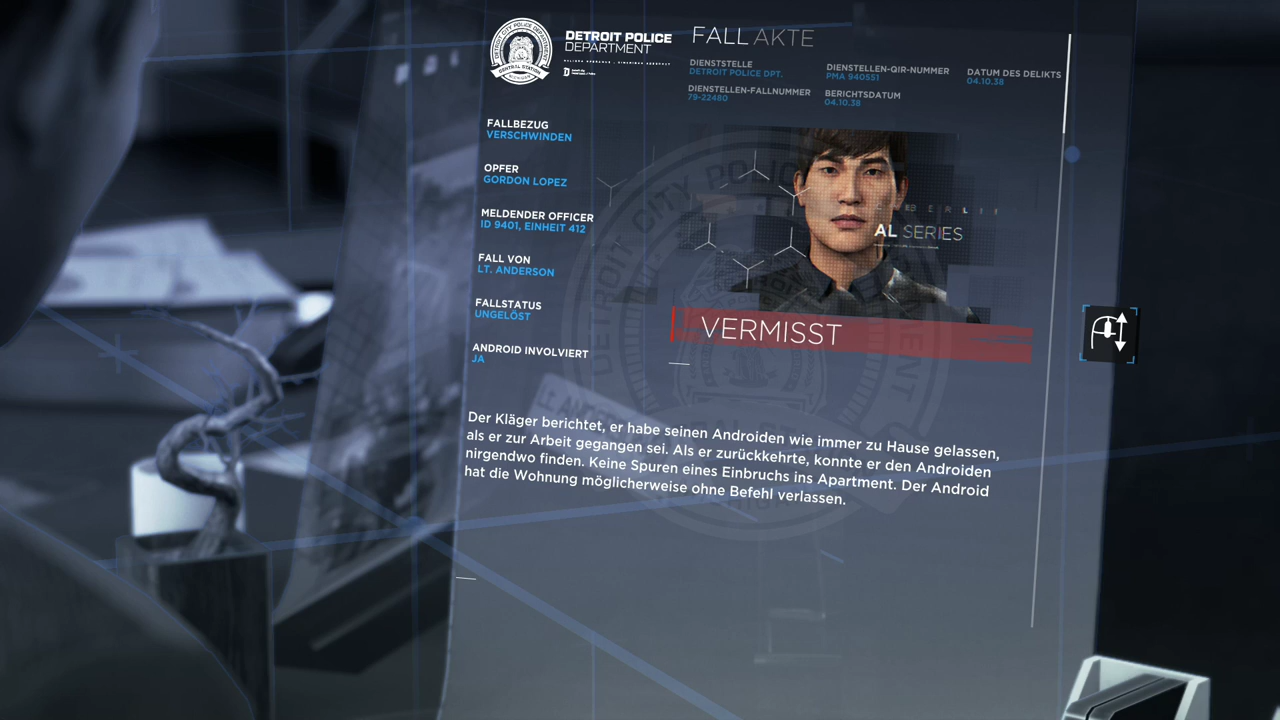 DETROIT POLICE
DEPARTMENT
CENTRAL STATION
FALLAKTE
DIENSTSTELLE
DETROIT POLICE DPT.
DIENSTELLEN-QIR-NUMMER
PMA 940551
DATUM DES DELIKTS
04.10.38
DIENSTELLEN-FALLNUMMER
79-22480
BERICHTSDATUM
04.10.38
FALLBEZUG
VERSCHWINDEN
OPFER
GORDON LOPEZ
MELDENDER OFFICER
ID 9401, EINHEIT 412
FALL VON
LT. ANDERSON
FALLSTATUS
UNGELÖST
ANDROID INVOLVIERT
JA
AL SERIES
VERMISST
Der Kläger berichtet, er habe seinen Androiden wie immer zu Hause gelassen,
als er zur Arbeit gegangen sei. Als er zurückkehrte, konnte er den Androiden
nirgendwo finden. Keine Spuren eines Einbruchs ins Apartment. Der Android
hat die Wohnung möglicherweise ohne Befehl verlassen.